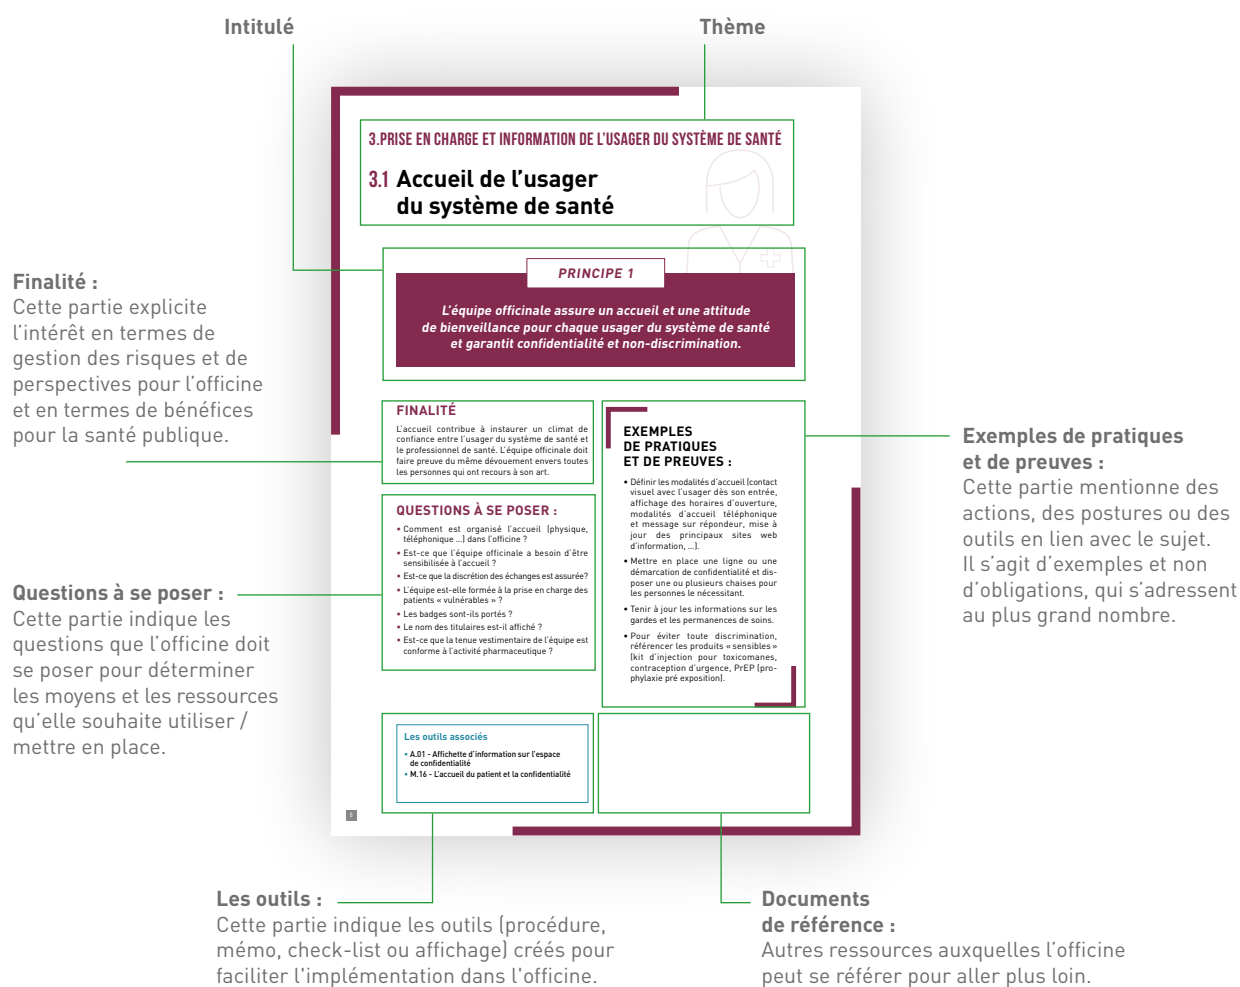 Intitulé
Thème
3.PRISE EN CHARGE ET INFORMATION DE L'USAGER DU SYSTÈME DE SANTÉ
3.1 Accueil de l'usager
du système de santé
PRINCIPE 1
L'équipe officinale assure un accueil et une attitude
de bienveillance pour chaque usager du système de santé
et garantit confidentialité et non-discrimination.
Finalité :
Cette partie explicite
l'intérêt en termes de
gestion des risques et de
perspectives pour l'officine
et en termes de bénéfices
pour la santé publique.
FINALITÉ
L'accueil contribue à instaurer un climat de
confiance entre l'usager du système de santé et
le professionnel de santé. L'équipe officinale doit
faire preuve du même dévouement envers toutes
les personnes qui ont recours à son art.
QUESTIONS À SE POSER :
• Comment est organisé l'accueil (physique,
téléphonique ...) dans l'officine ?
• Est-ce que l'équipe officinale a besoin d'être
sensibilisée à l'accueil ?
• Est-ce que la discrétion des échanges est assurée?
• L'équipe est-elle formée à la prise en charge des
patients « vulnérables » ?
• Les badges sont-ils portés ?
• Le nom des titulaires est-il affiché ?
• Est-ce que la tenue vestimentaire de l'équipe est
conforme à l'activité pharmaceutique ?
EXEMPLES
DE PRATIQUES
ET DE PREUVES :
• Définir les modalités d'accueil (contact
visuel avec l'usager dès son entrée,
affichage des horaires d'ouverture,
modalités d'accueil téléphonique
et message sur répondeur, mise à
jour des principaux sites web
d'information, ...).
• Mettre en place une ligne ou une
démarcation de confidentialité et dis-
poser une ou plusieurs chaises pour
les personnes le nécessitant.
• Tenir à jour les informations sur les
gardes et les permanences de soins.
• Pour éviter toute discrimination,
référencer les produits «sensibles»
(kit d'injection pour toxicomanes,
contraception d'urgence, PrEP (pro-
phylaxie pré exposition).
Exemples de pratiques
et de preuves :
Cette partie mentionne des
actions, des postures ou des
outils en lien avec le sujet.
Il s'agit d'exemples et non
d'obligations, qui s'adressent
au plus grand nombre.
Questions à se poser :
Cette partie indique les
questions que l'officine doit
se poser pour déterminer
les moyens et les ressources
qu'elle souhaite utiliser /
mettre en place.
Les outils associés
• A.01 - Affichette d'information sur l'espace
de confidentialité
• M.16 - L'accueil du patient et la confidentialité
Les outils :
Cette partie indique les outils (procédure,
mémo, check-list ou affichage) créés pour
faciliter l'implémentation dans l'officine.
Documents
de référence :
Autres ressources auxquelles l'officine
peut se référer pour aller plus loin.